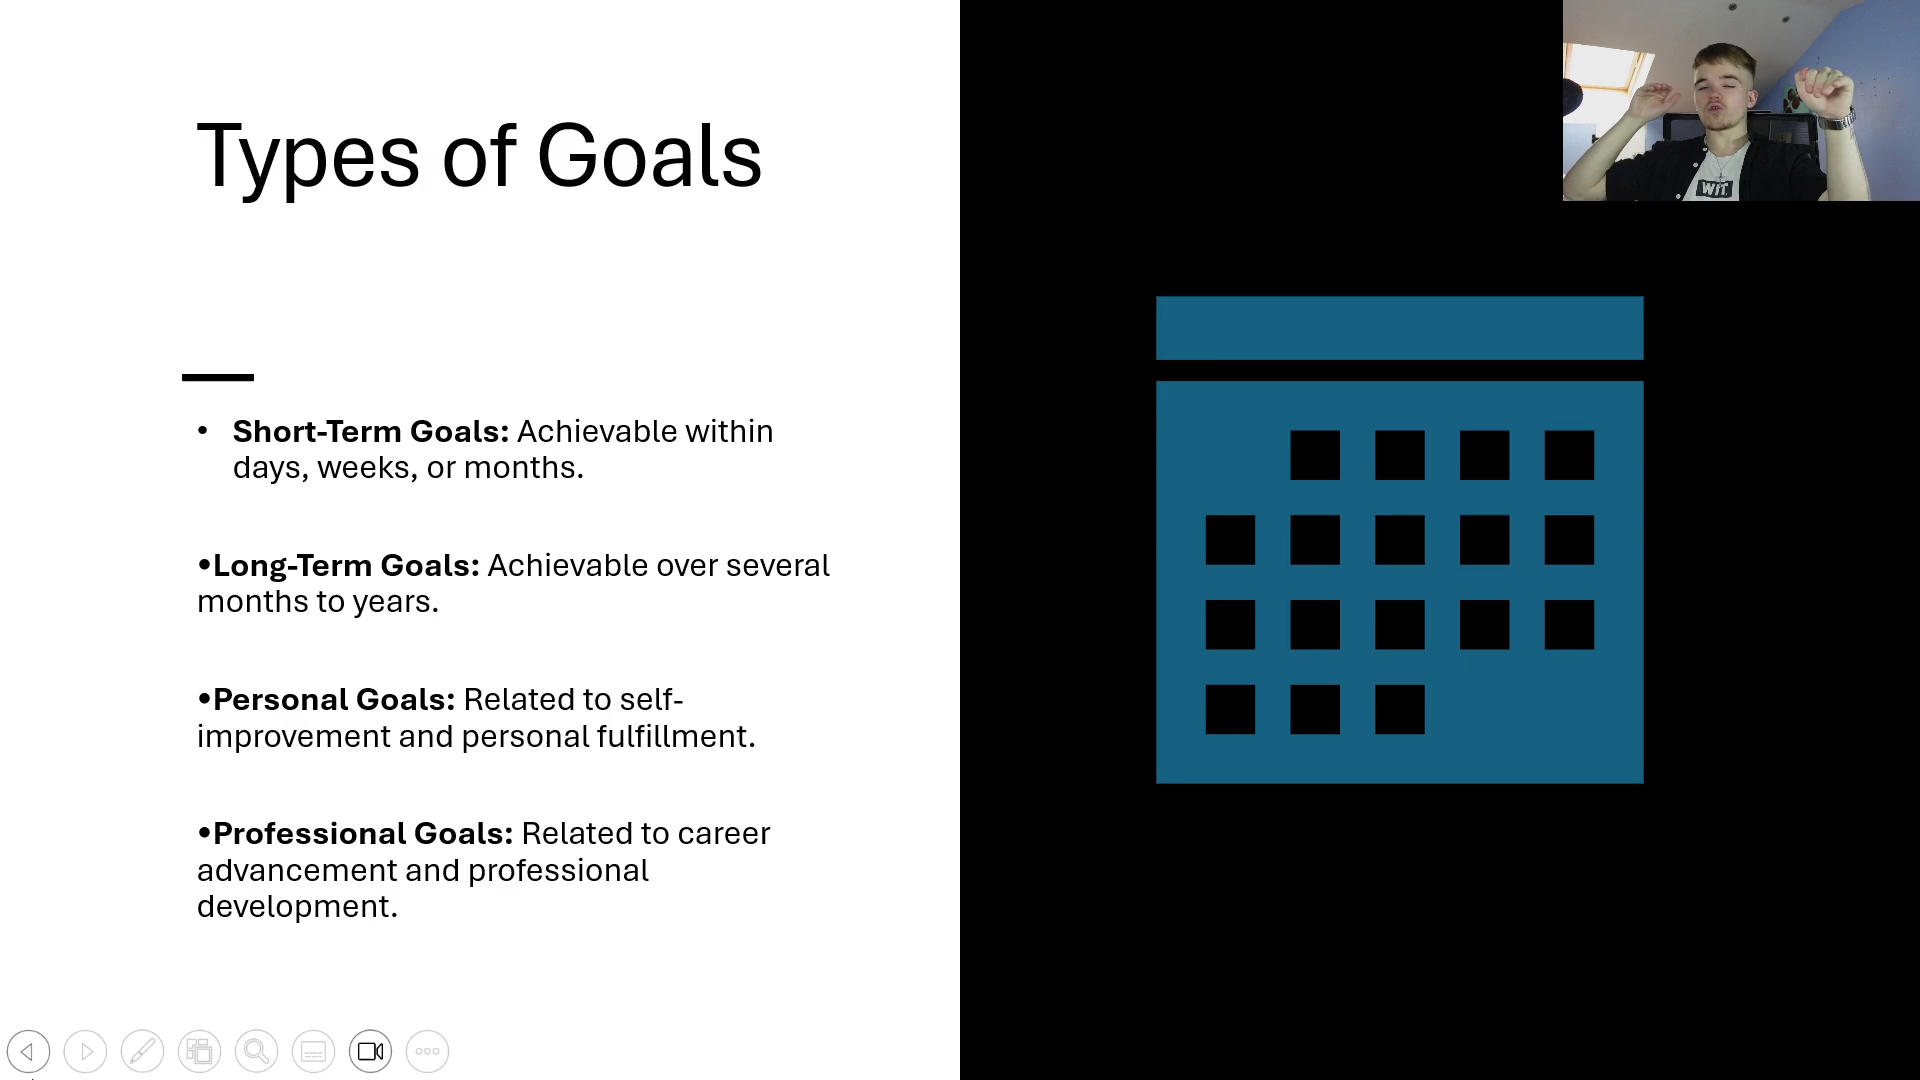 Types of Goals
• Short-Term Goals: Achievable within
days, weeks, or months.
•Long-Term Goals: Achievable over several
months to years.
•Personal Goals: Related to self-
improvement and personal fulfillment.
•Professional Goals: Related to career
advancement and professional
development.
WIT.